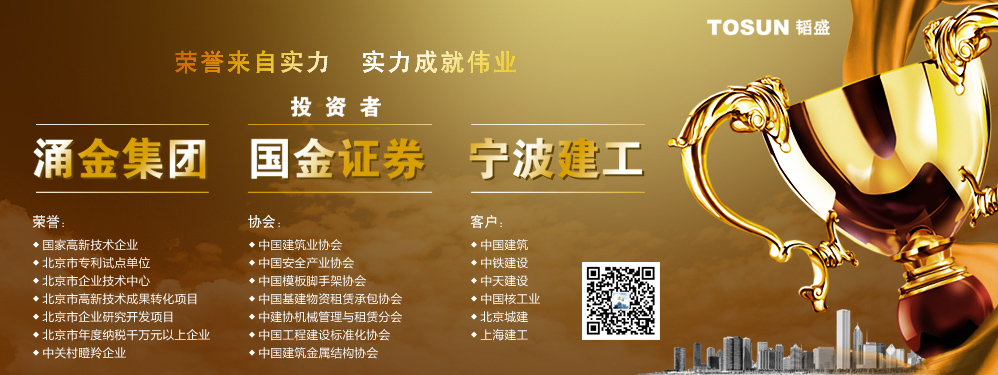 TOSUN 韬盛
荣誉来自实力 实力成就伟业
投资者
涌金集团 国金证券 宁波建工
荣誉:
国家高新技术企业
北京市专利试点单位
北京市企业技术中心
北京市高新技术成果转化项目
北京市企业研究开发项目
北京市年度纳税千万元以上企业
中关村瞪羚企业
协会:
中国建筑业协会
中国安全产业协会
中国模板脚手架协会
中国基建物资租赁承包协会
中建协机械管理与租赁分会
中国工程建设标准化协会
中国建筑金属结构协会
客户:
中国建筑
中铁建设
中天建设
中国核工业
北京城建
上海建工